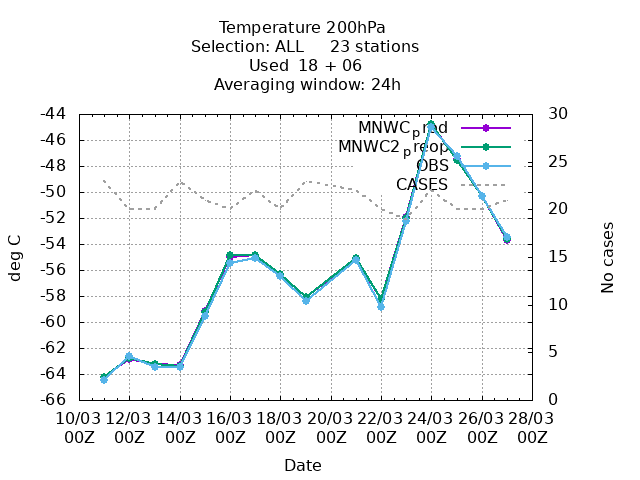 Temperature 200hPa
Selection: ALL 23 stations
Used 18 + 06
Averaging window: 24h
-44
-46
-48
-50
-52
-54
-56
-58
-60
-62
-64
-66
deg C
30
25
20
15
10
5
0
No cases
MNWCprod
MNWC2preop
OBS
CASES
10/03 12/03 14/03 16/03 18/03 20/03 22/03 24/03 26/03 28/03
00Z 00Z 00Z 00Z 00Z 00Z 00Z 00Z 00Z 00Z
Date